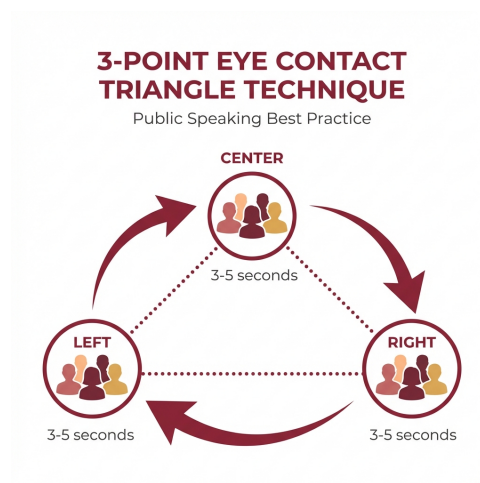 3-POINT EYE CONTACT
TRIANGLE TECHNIQUE
Public Speaking Best Practice
CENTER
3-5 seconds
LEFT
RIGHT
3-5 seconds
3-5 seconds